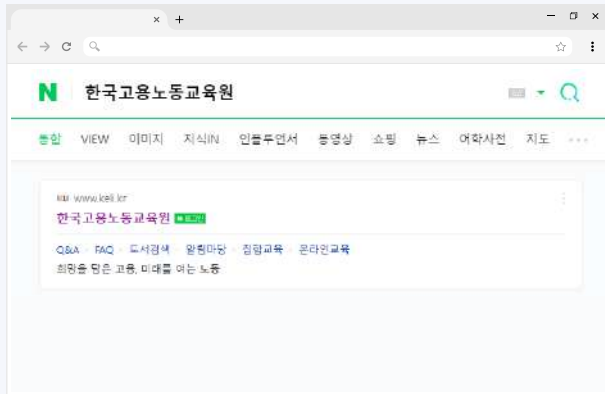 N 한국고용노동교육원
통합 VIEW 이미지 지식iN 인플루언서 동영상 쇼핑 뉴스 어학사전 지도
www.keli.kr
한국고용노동교육원
Q&A · FAQ · 도서검색 · 알림마당 · 집합교육 · 온라인교육
희망을 담은 고용, 미래를 여는 노동